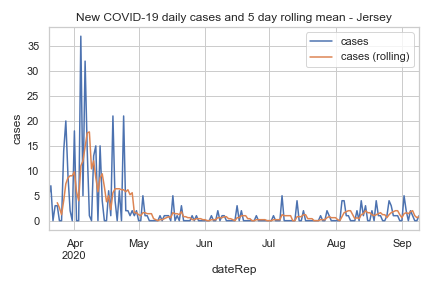 New COVID-19 daily cases and 5 day rolling mean - Jersey
cases
cases (rolling)
35
30
25
20
15
10
5
0
cases
Apr
2020
May
Jun
Jul
Aug
Sep
dateRep